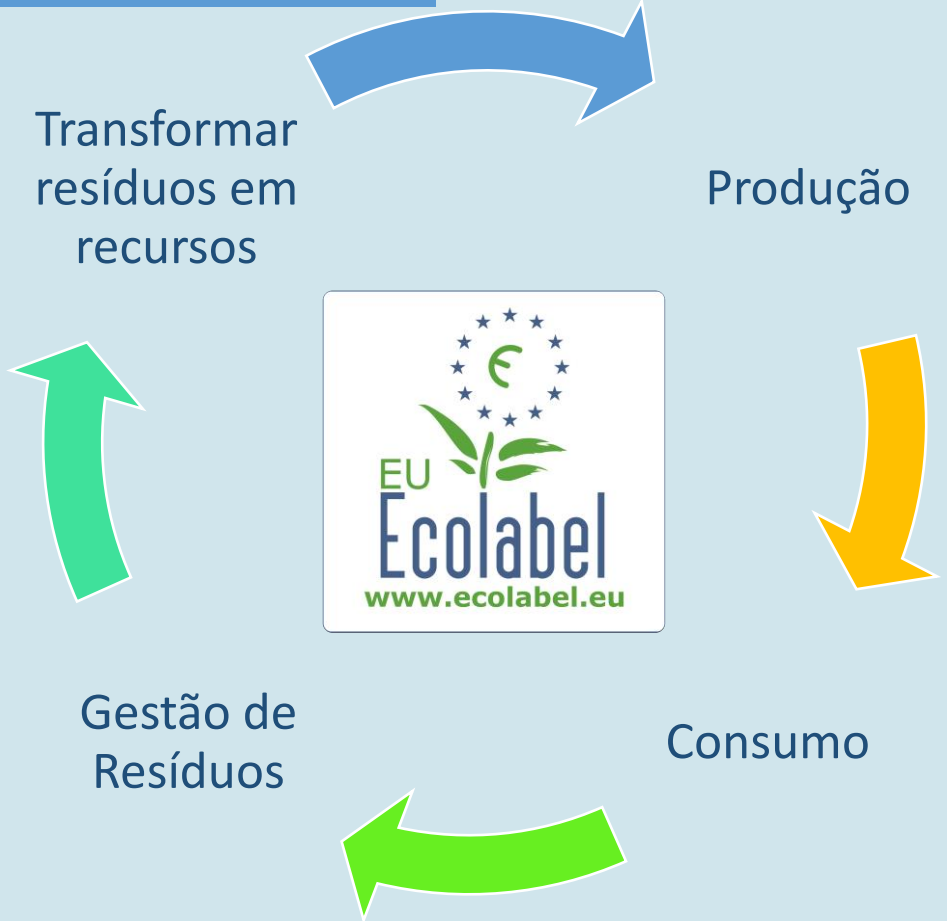 Transformar
resíduos em
recursos
Produção
EU
Ecolabel
www.ecolabel.eu
Gestão de
Resíduos
Consumo